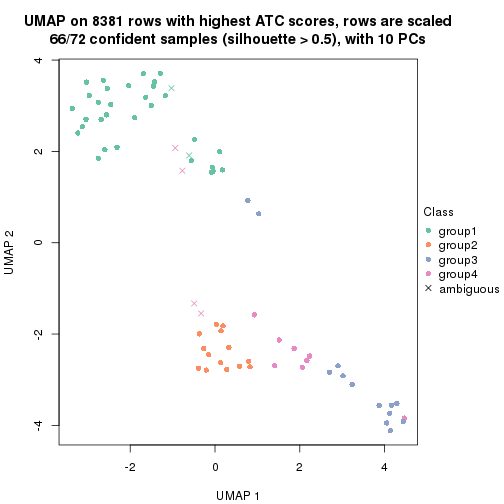 UMAP on 8381 rows with highest ATC scores, rows are scaled
66/72 confident samples (silhouette > 0.5), with 10 PCs
4
2
0
-2
-4
UMAP 2
-2
0
2
4
UMAP 1
Class
group1
group2
group3
group4
ambiguous